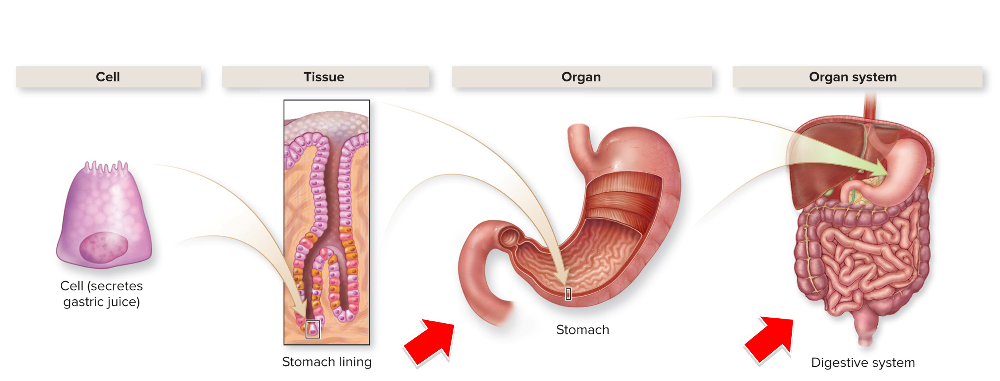 Cell
Tissue
Organ
Organ system
Cell (secretes
gastric juice)
Stomach lining
Stomach
Digestive system